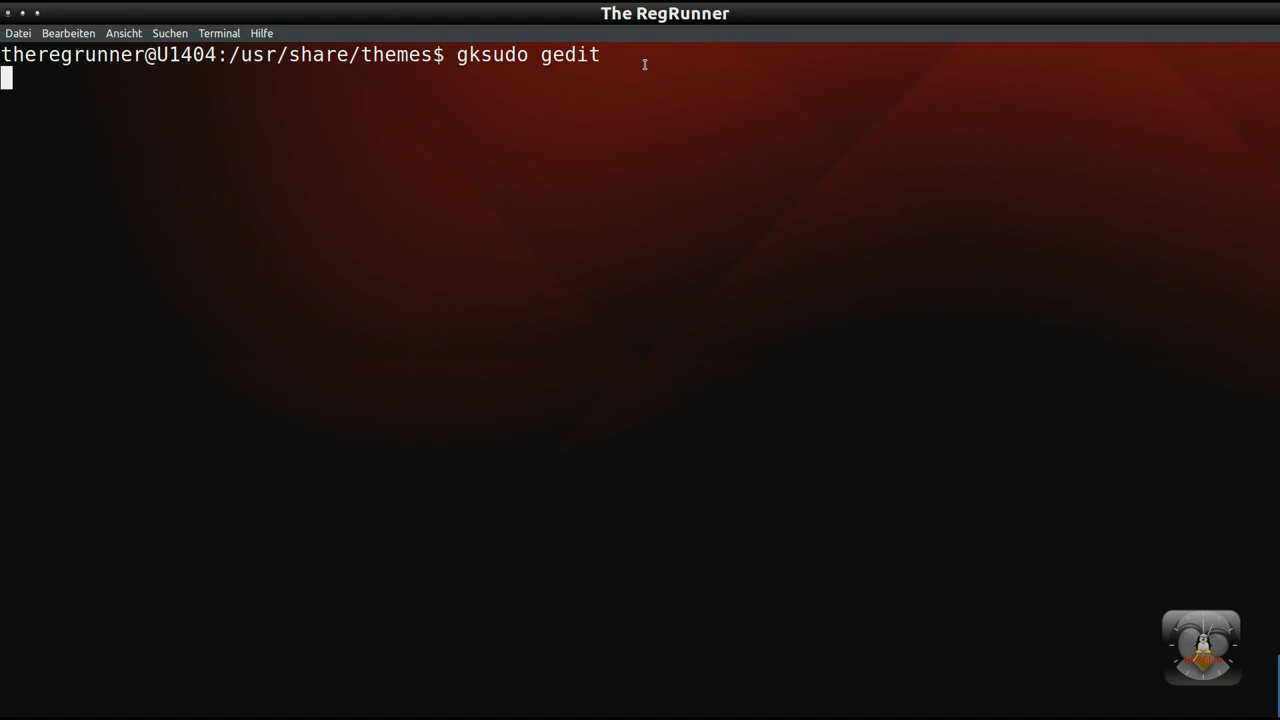 The RegRunner
Datei Bearbeiten Ansicht Suchen Terminal Hilfe
theregrunner@U1404:/usr/share/themes$ gksudo gedit